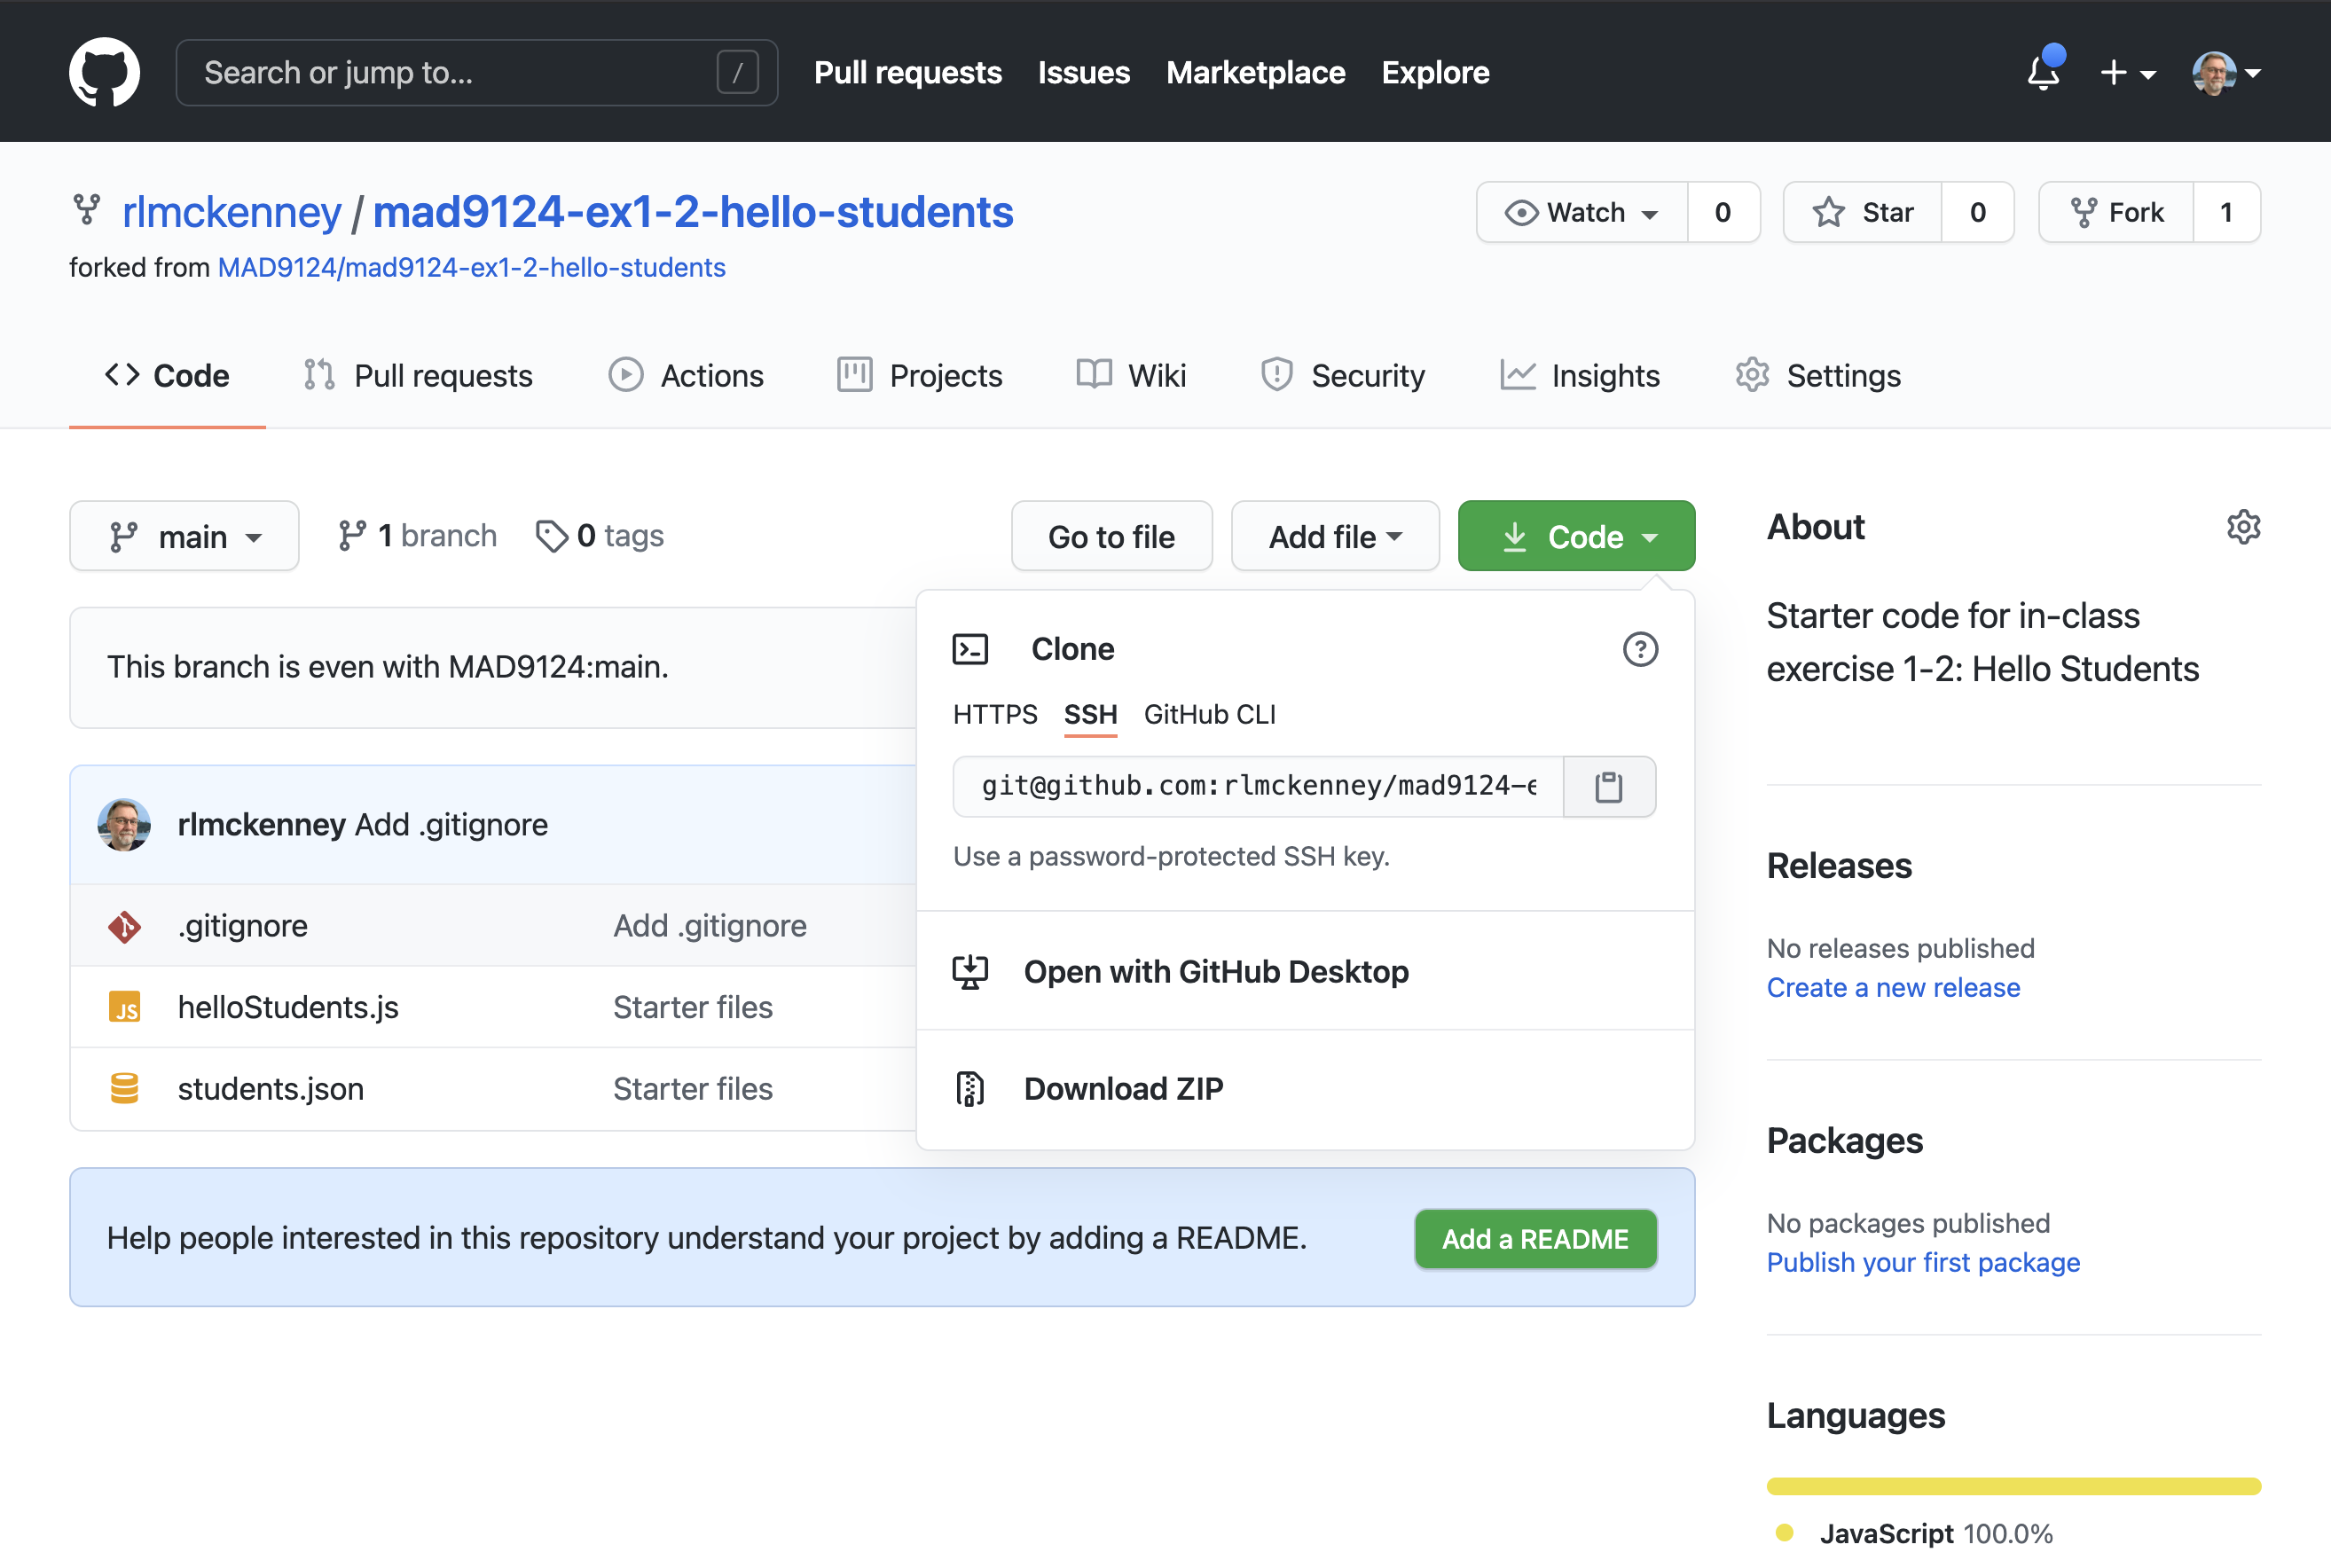 Search or jump to... /
Pull requests Issues Marketplace Explore
rlmckenney / mad9124-ex1-2-hello-students
Watch 0 Star 0 Fork 1
forked from MAD9124/mad9124-ex1-2-hello-students
Code Pull requests Actions Projects Wiki Security Insights Settings
main 1 branch 0 tags
Go to file Add file Code
This branch is even with MAD9124:main.
rlmckenney Add .gitignore
.gitignore Add .gitignore
JS helloStudents.js Starter files
students.json Starter files
Clone ?
HTTPS SSH GitHub CLI
git@github.com:rlmckenney/mad9124-e
Use a password-protected SSH key.
Open with GitHub Desktop
Download ZIP
Help people interested in this repository understand your project by adding a README.
Add a README
About
Starter code for in-class
exercise 1-2: Hello Students
Releases
No releases published
Create a new release
Packages
No packages published
Publish your first package
Languages
JavaScript 100.0%